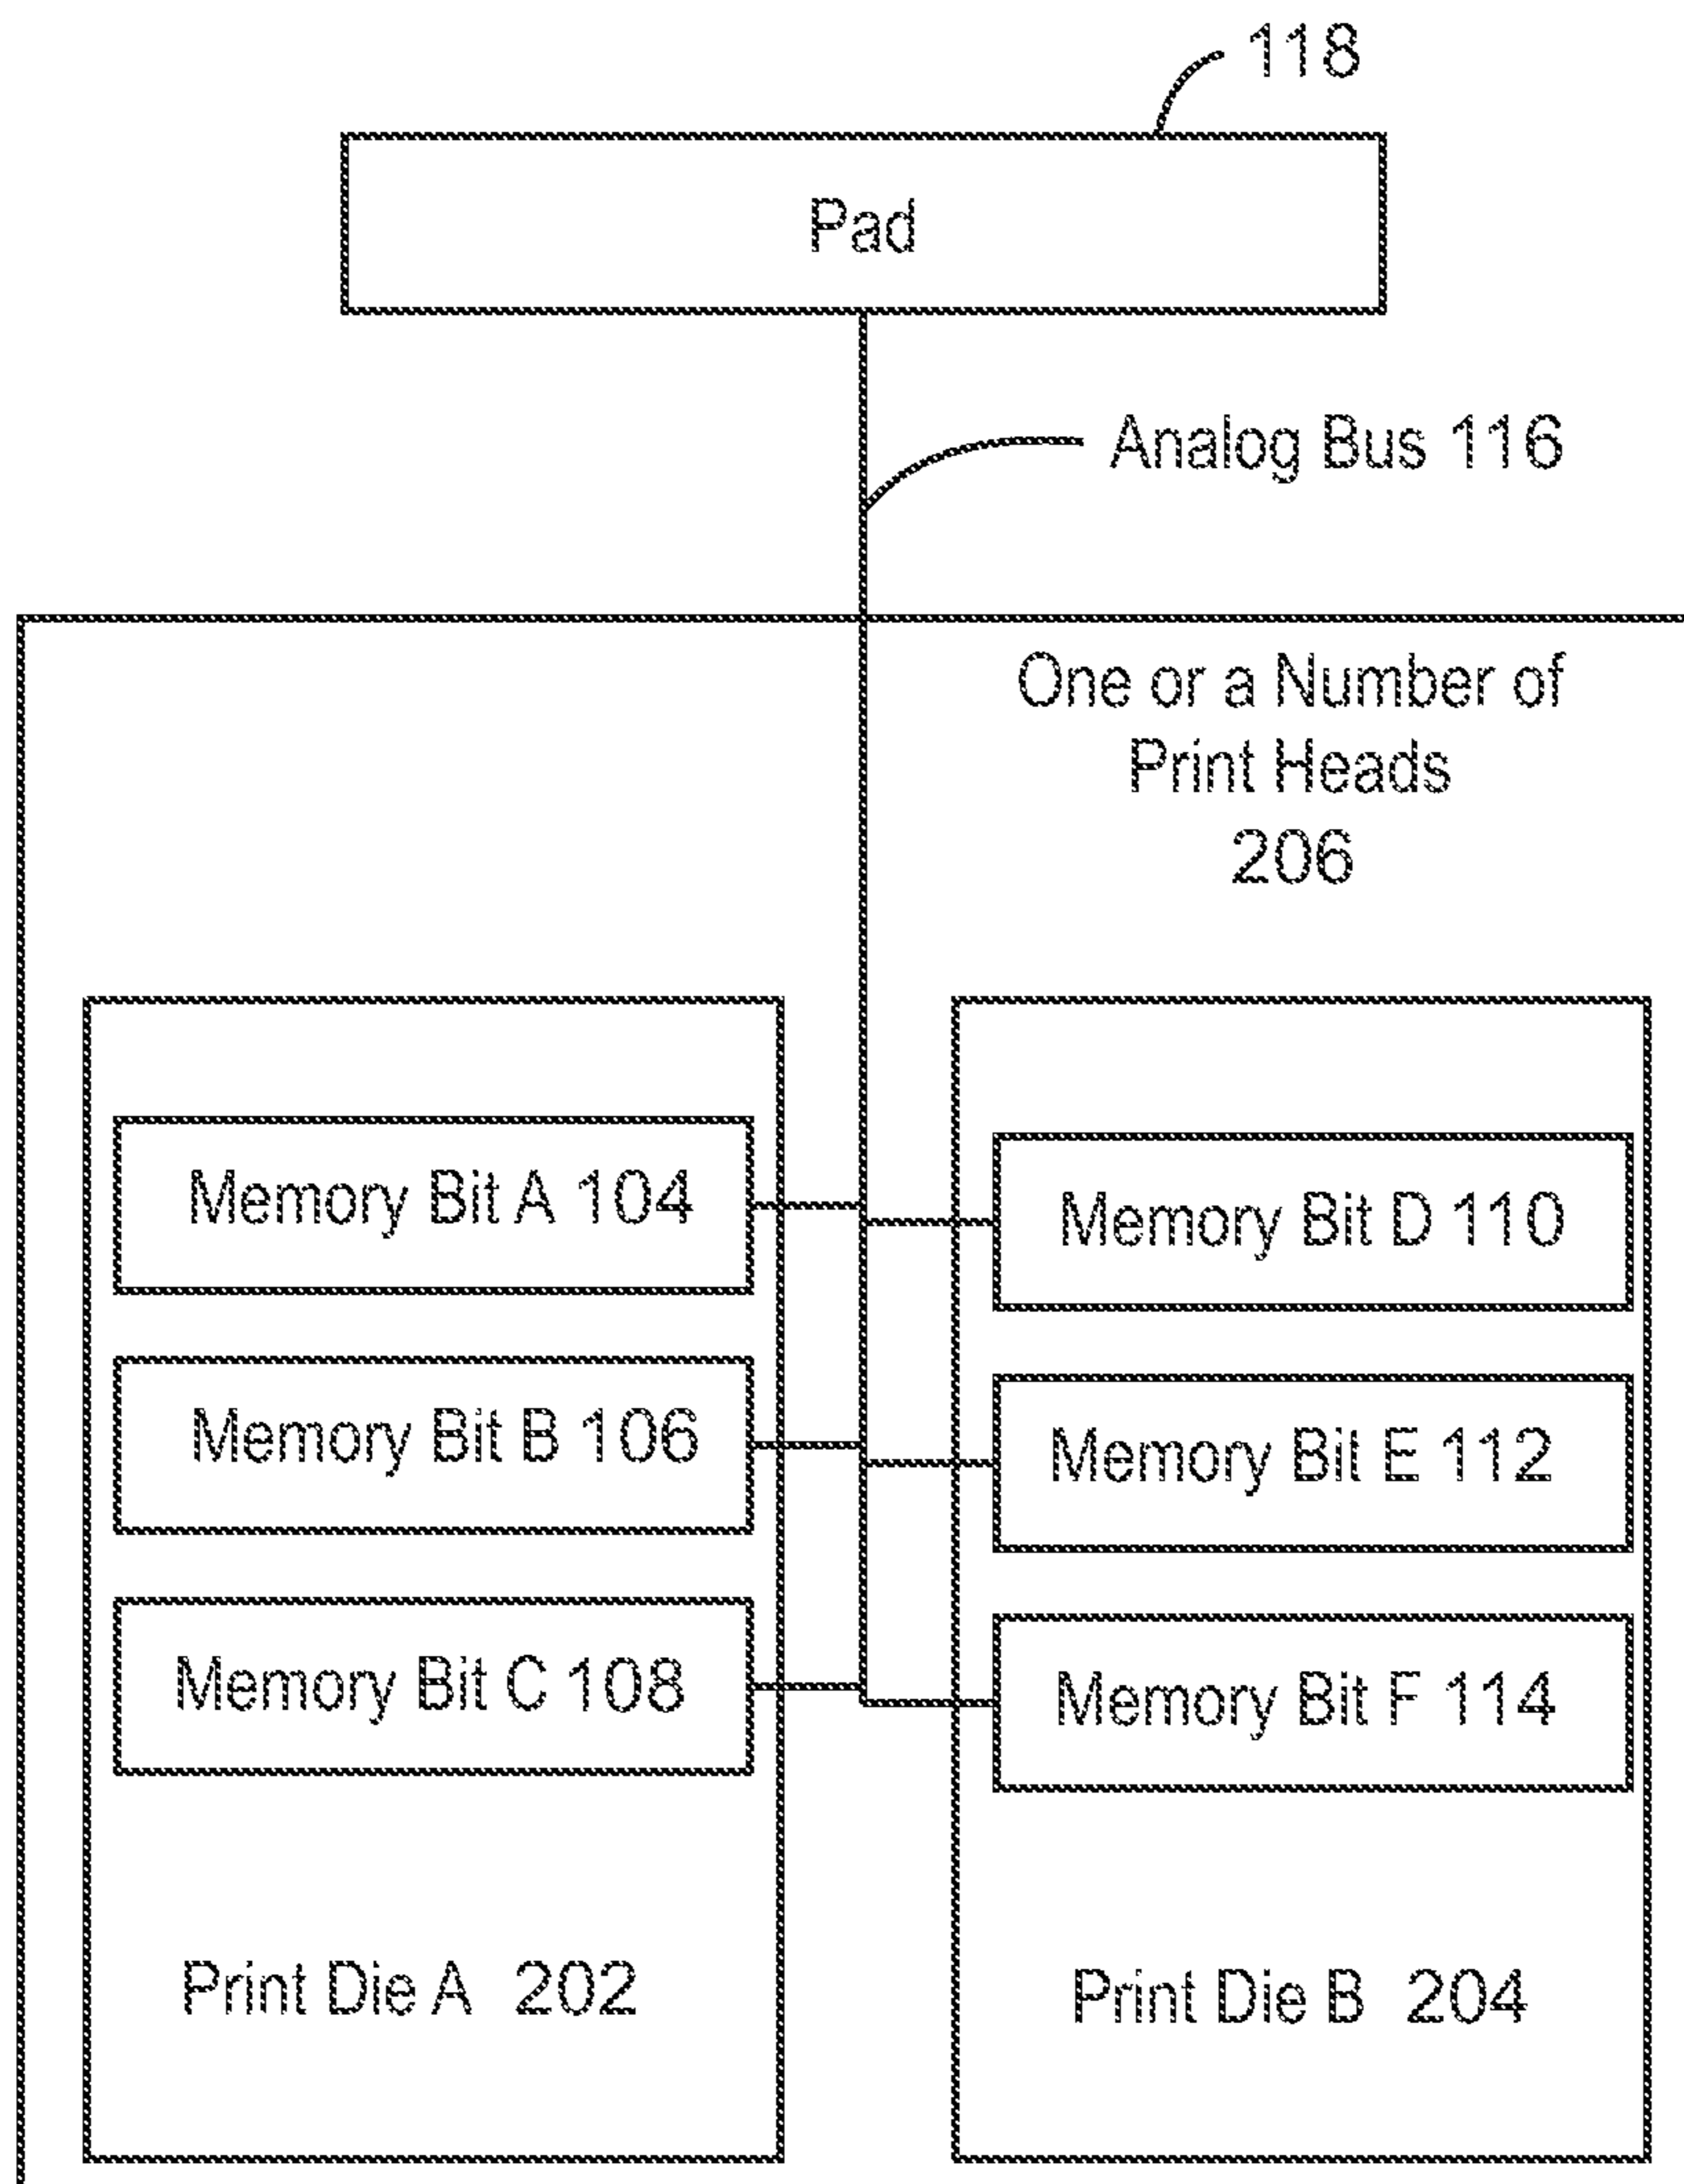 118
Pad
Analog Bus 116
One or a Number of
Print Heads
206
Memory Bit A 104
Memory Bit B 106
Memory Bit C 108
Print Die A 202
Memory Bit D 110
Memory Bit E 112
Memory Bit F 114
Print Die B 204